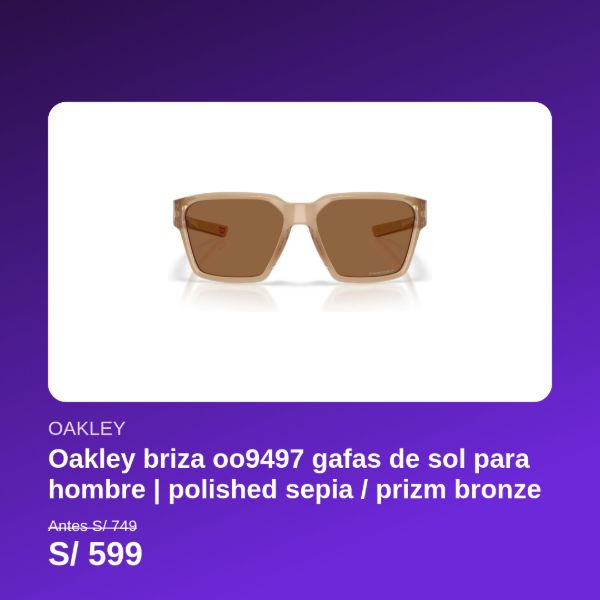 OAKLEY
Oakley briza oo9497 gafas de sol para
hombre | polished sepia / prizm bronze
Antes S/ 749
S/ 599